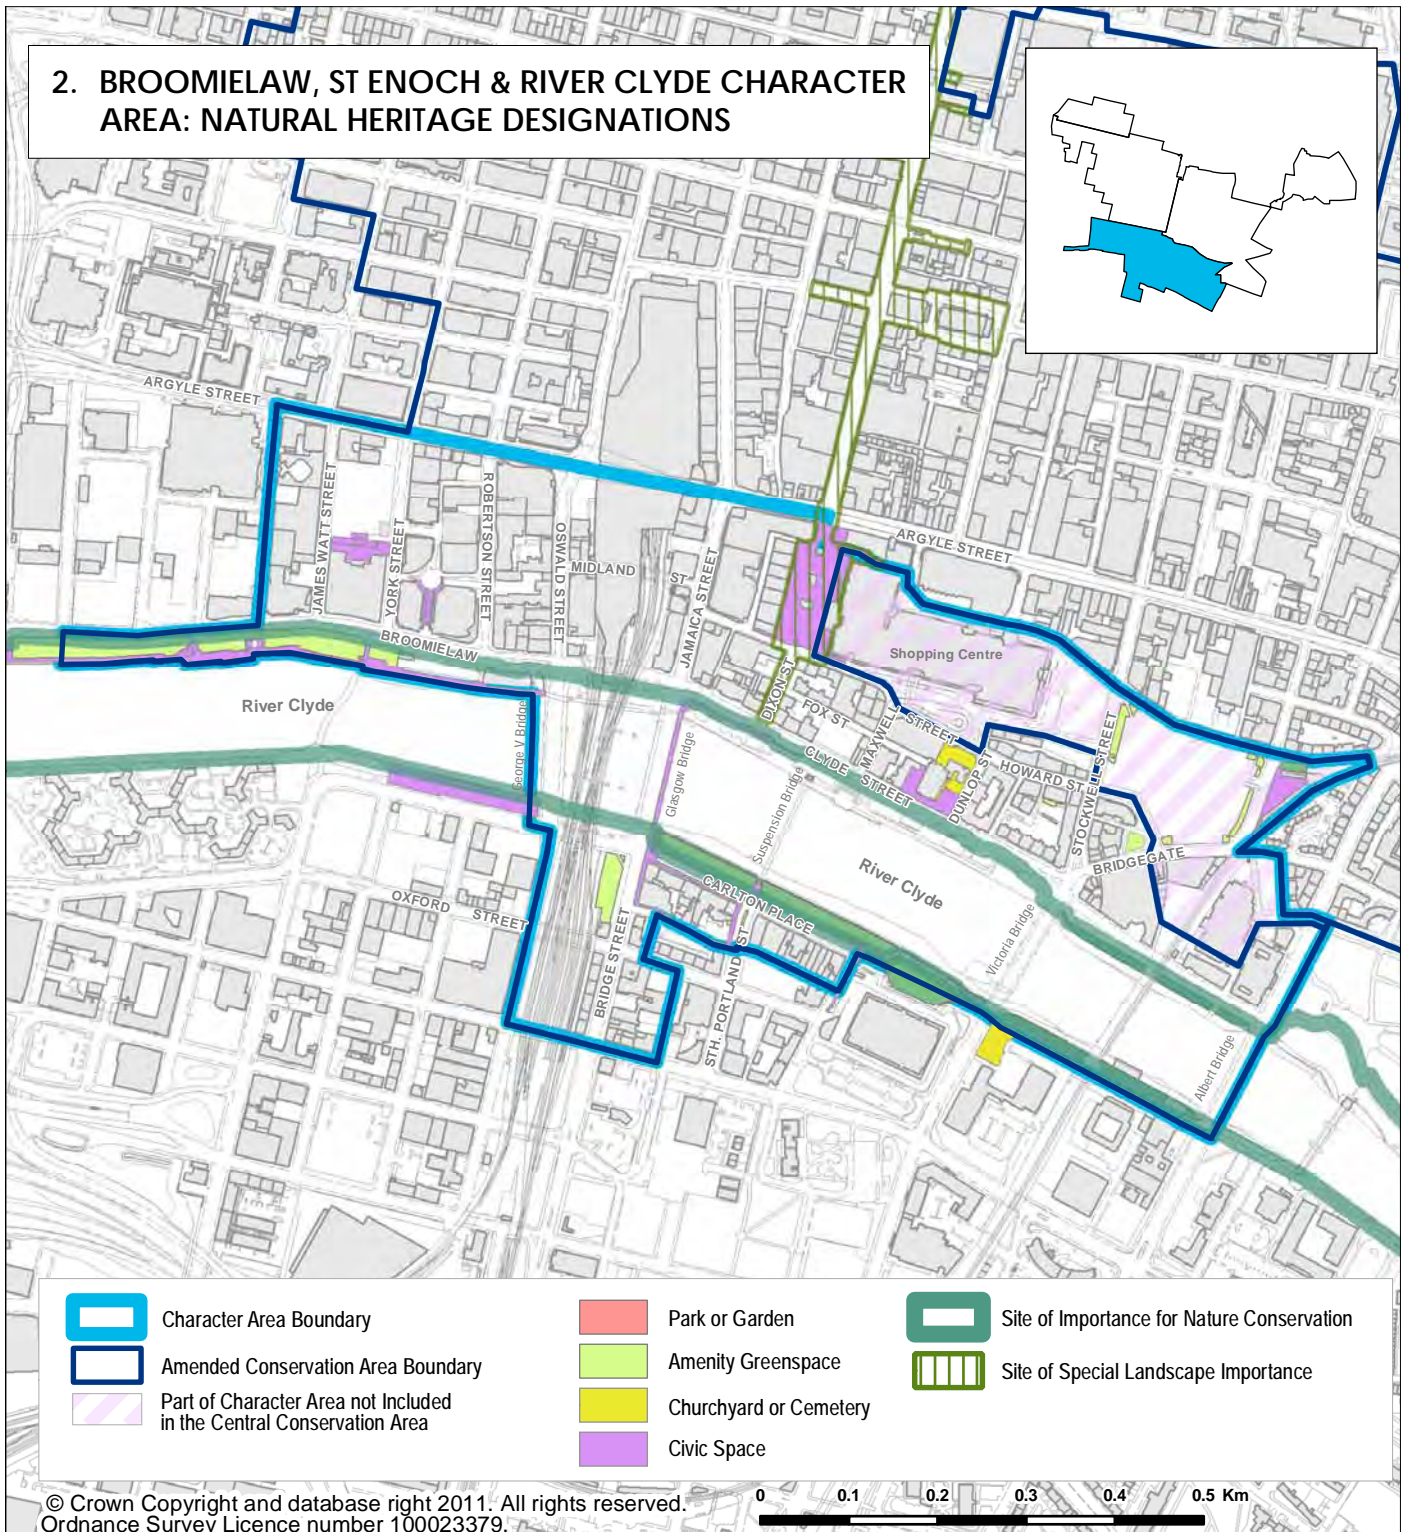 2. BROOMIELAW, ST ENOCH & RIVER CLYDE CHARACTER
AREA: NATURAL HERITAGE DESIGNATIONS
ARGYLE STREET
JAMES WATT STREET
YORK STREET
ROBERTSON STREET
OSWALD STREET
MIDLAND ST
JAMAICA STREET
ARGYLE STREET
BROOMIELAW
Shopping Centre
DIXON ST
FOX ST
MAXWELL STREET
River Clyde
George V Bridge
Glasgow Bridge
Suspension Bridge
CLYDE STREET
DUNLOP ST
HOWARD ST
STOCKWELL STREET
BRIDGEGATE
River Clyde
CARLTON PLACE
OXFORD STREET
BRIDGE STREET
STH. PORTLAND ST
Victoria Bridge
Albert Bridge
Character Area Boundary
Amended Conservation Area Boundary
Part of Character Area not Included
in the Central Conservation Area
Park or Garden
Amenity Greenspace
Churchyard or Cemetery
Civic Space
Site of Importance for Nature Conservation
Site of Special Landscape Importance
© Crown Copyright and database right 2011. All rights reserved.
Ordnance Survey Licence number 100023379.
0 0.1 0.2 0.3 0.4 0.5 Km